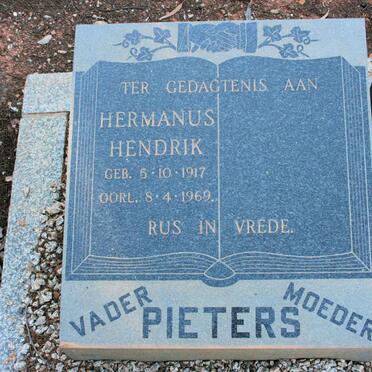 TER GEDAGTENIS AAN
HERMANUS
HENDRIK
GEB. 5-10-1917
OORL. 8-4-1969.
RUS IN VREDE.
VADER MOEDER
PIETERS